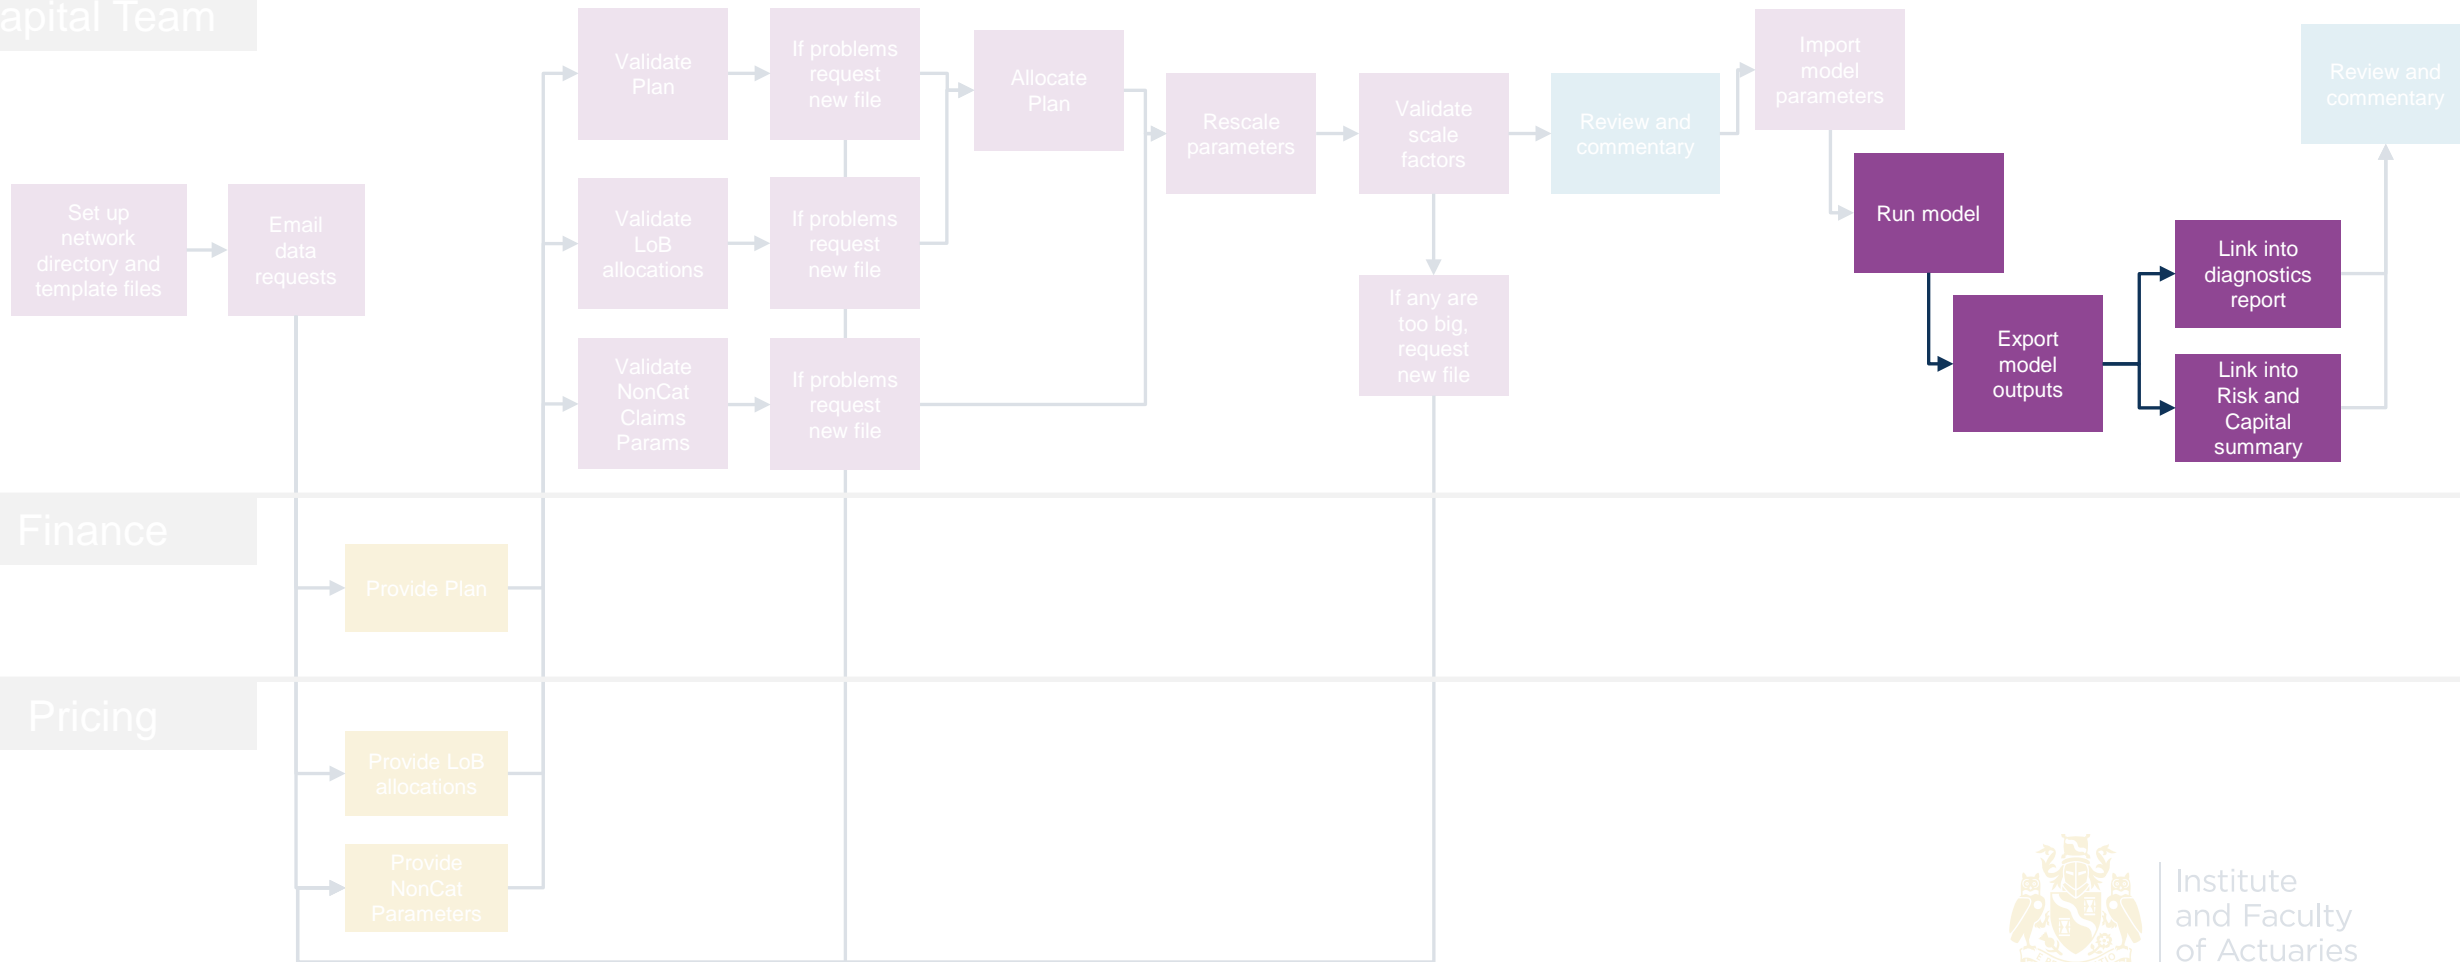 apital Team
Set up
network
directory and
template files
Email
data
requests
Validate
Plan
If problems
request
new file
Validate
LoB
allocations
If problems
request
new file
Validate
NonCat
Claims
Params
If problems
request
new file
Allocate
Plan
Rescale
parameters
Validate
scale
factors
If any are
too big,
request
new file
Review and
commentary
Import
model
parameters
Run model
Export
model
outputs
Link into
diagnostics
report
Link into
Risk and
Capital
summary
Review and
commentary
Finance
Provide Plan
Pricing
Provide LoB
allocations
Provide
NonCat
Parameters
Institute
and Faculty
of Actuaries